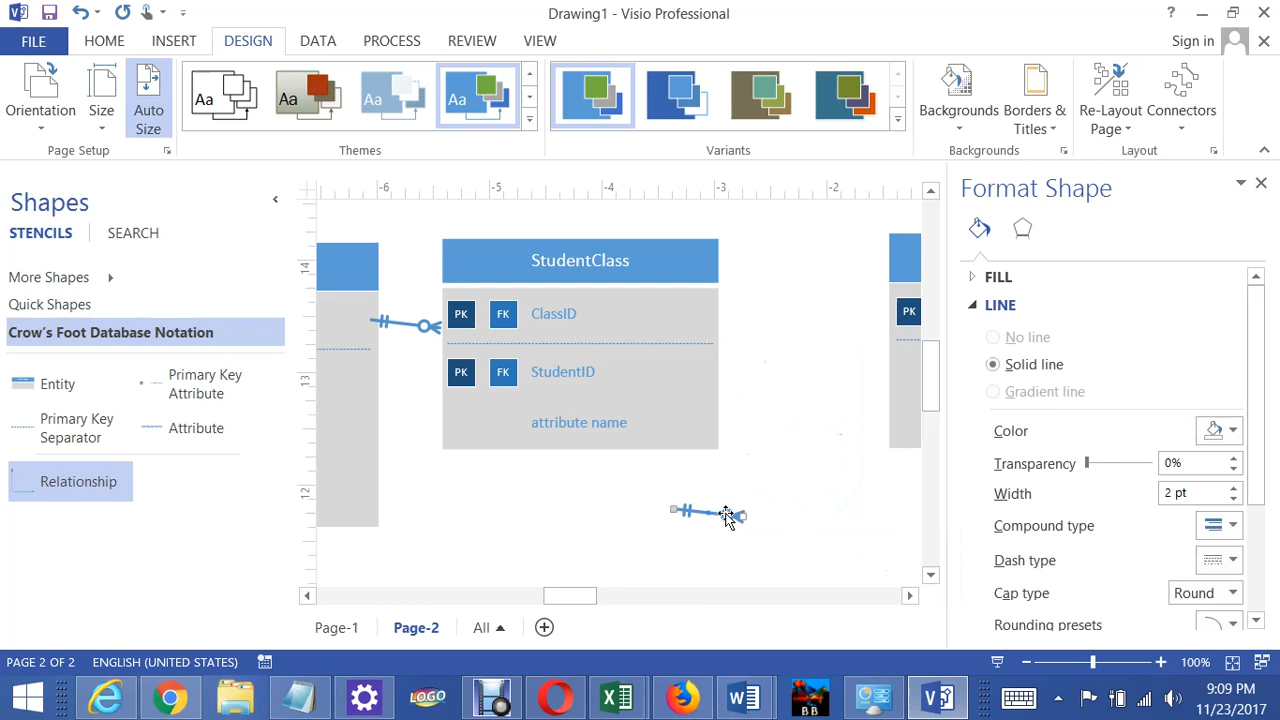 Drawing1 - Visio Professional
?
FILE
HOME
INSERT
DESIGN
DATA
PROCESS
REVIEW
VIEW
Sign in
Orientation
Size
Auto
Size
Aa
Aa
Aa
Aa
Backgrounds
Borders &
Titles
Re-Layout
Page
Connectors
Page Setup
Themes
Variants
Backgrounds
Layout
Shapes
STENCILS
SEARCH
More Shapes
Quick Shapes
Crow's Foot Database Notation
Entity
Primary Key
Attribute
Primary Key
Separator
Attribute
Relationship
-6
-5
-4
-3
-2
14
13
12
StudentClass
PK
FK
ClassID
PK
FK
StudentID
attribute name
PK
Format Shape
FILL
LINE
No line
Solid line
Gradient line
Color
Transparency
0%
Width
2 pt
Compound type
Dash type
Cap type
Round
Rounding presets
Page-1
Page-2
All
PAGE 2 OF 2
ENGLISH (UNITED STATES)
100%
LOGO
BB
9:09 PM
11/23/2017